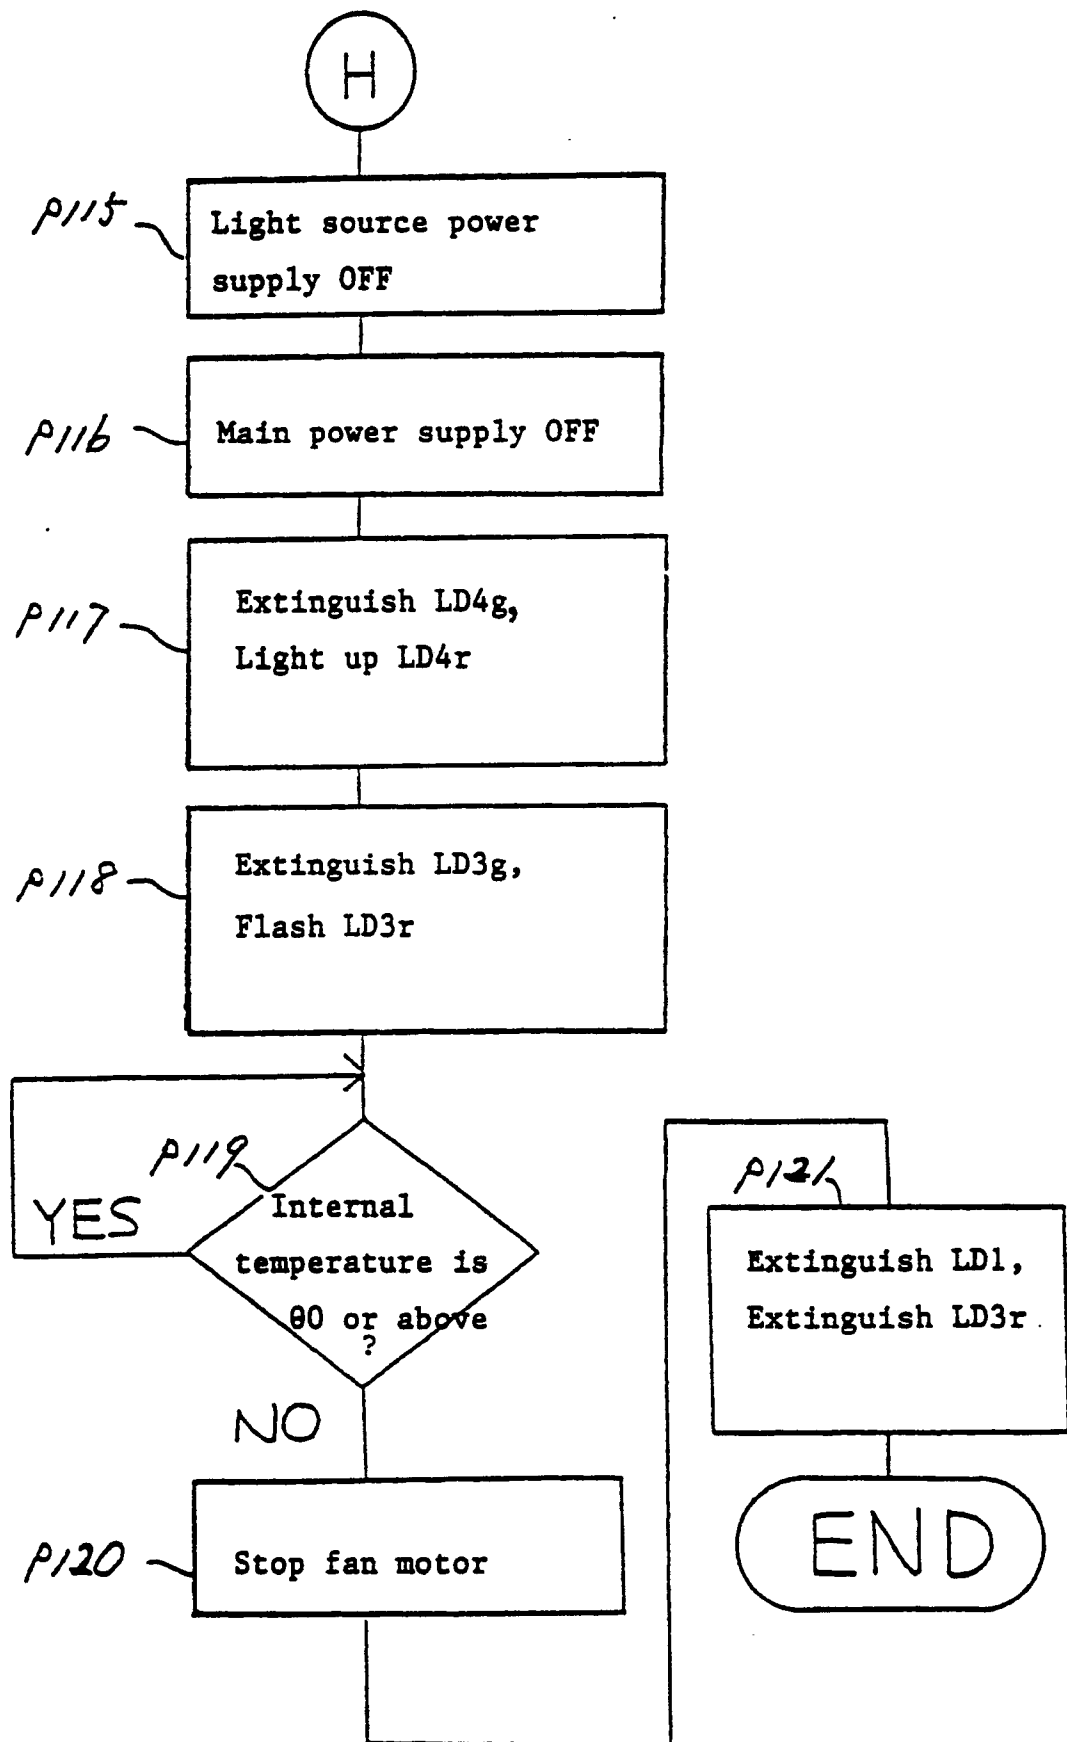 H
P115
Light source power
supply OFF
P116
Main power supply OFF
P117
Extinguish LD4g,
Light up LD4r
P118
Extinguish LD3g,
Flash LD3r
P119
YES
Internal
temperature is
θ0 or above
?
NO
P120
Stop fan motor
P121
Extinguish LD1,
Extinguish LD3r
END